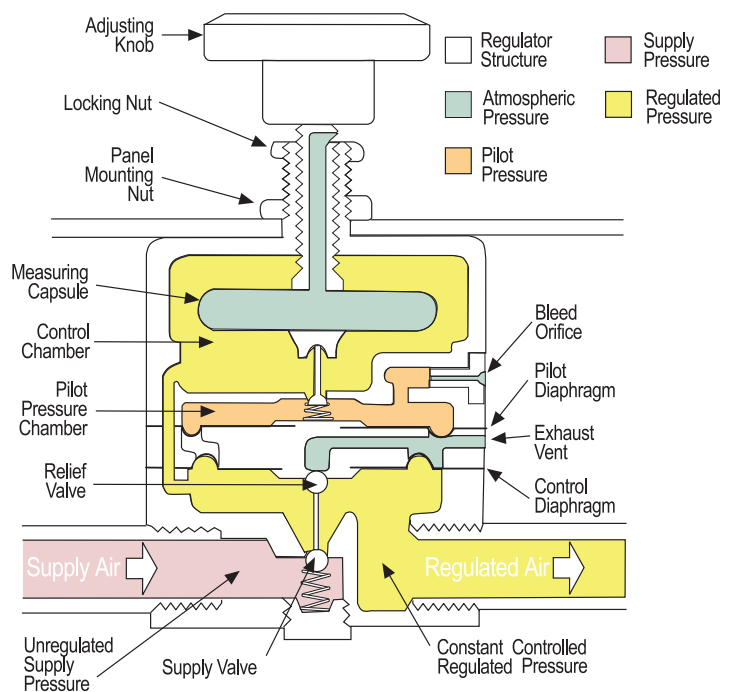 Adjusting
Knob
Locking Nut
Panel
Mounting
Nut
Measuring
Capsule
Control
Chamber
Pilot
Pressure
Chamber
Relief
Valve
Supply Air
Unregulated
Supply
Pressure
Supply Valve
Regulator
Structure
Supply
Pressure
Atmospheric
Pressure
Regulated
Pressure
Pilot
Pressure
Bleed
Orifice
Pilot
Diaphragm
Exhaust
Vent
Control
Diaphragm
Regulated Air
Constant
Regulated Controlled
Pressure